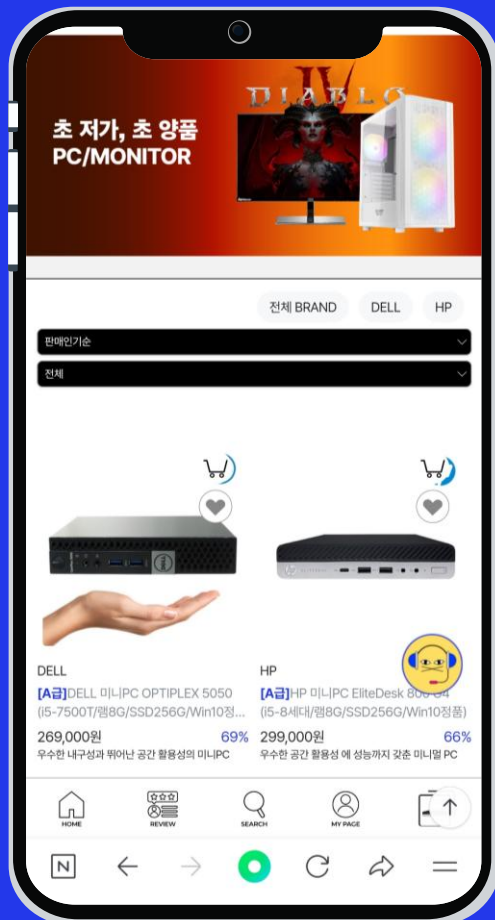 DIABLO
IV
초 저가, 초 양품
PC/MONITOR
전체 BRAND
DELL
HP
판매인기순
전체
DELL
[A급]DELL 미니PC OPTIPLEX 5050
(i5-7500T/램8G/SSD256G/Win10정...
269,000원
69%
우수한 내구성과 뛰어난 공간 활용성의 미니PC
HP
[A급]HP 미니PC EliteDesk 800 G4
(i5-8세대/램8G/SSD256G/Win10정품)
299,000원
66%
우수한 공간 활용성 에 성능까지 갖춘 미니멀 PC
HOME
REVIEW
SEARCH
MY PAGE
N